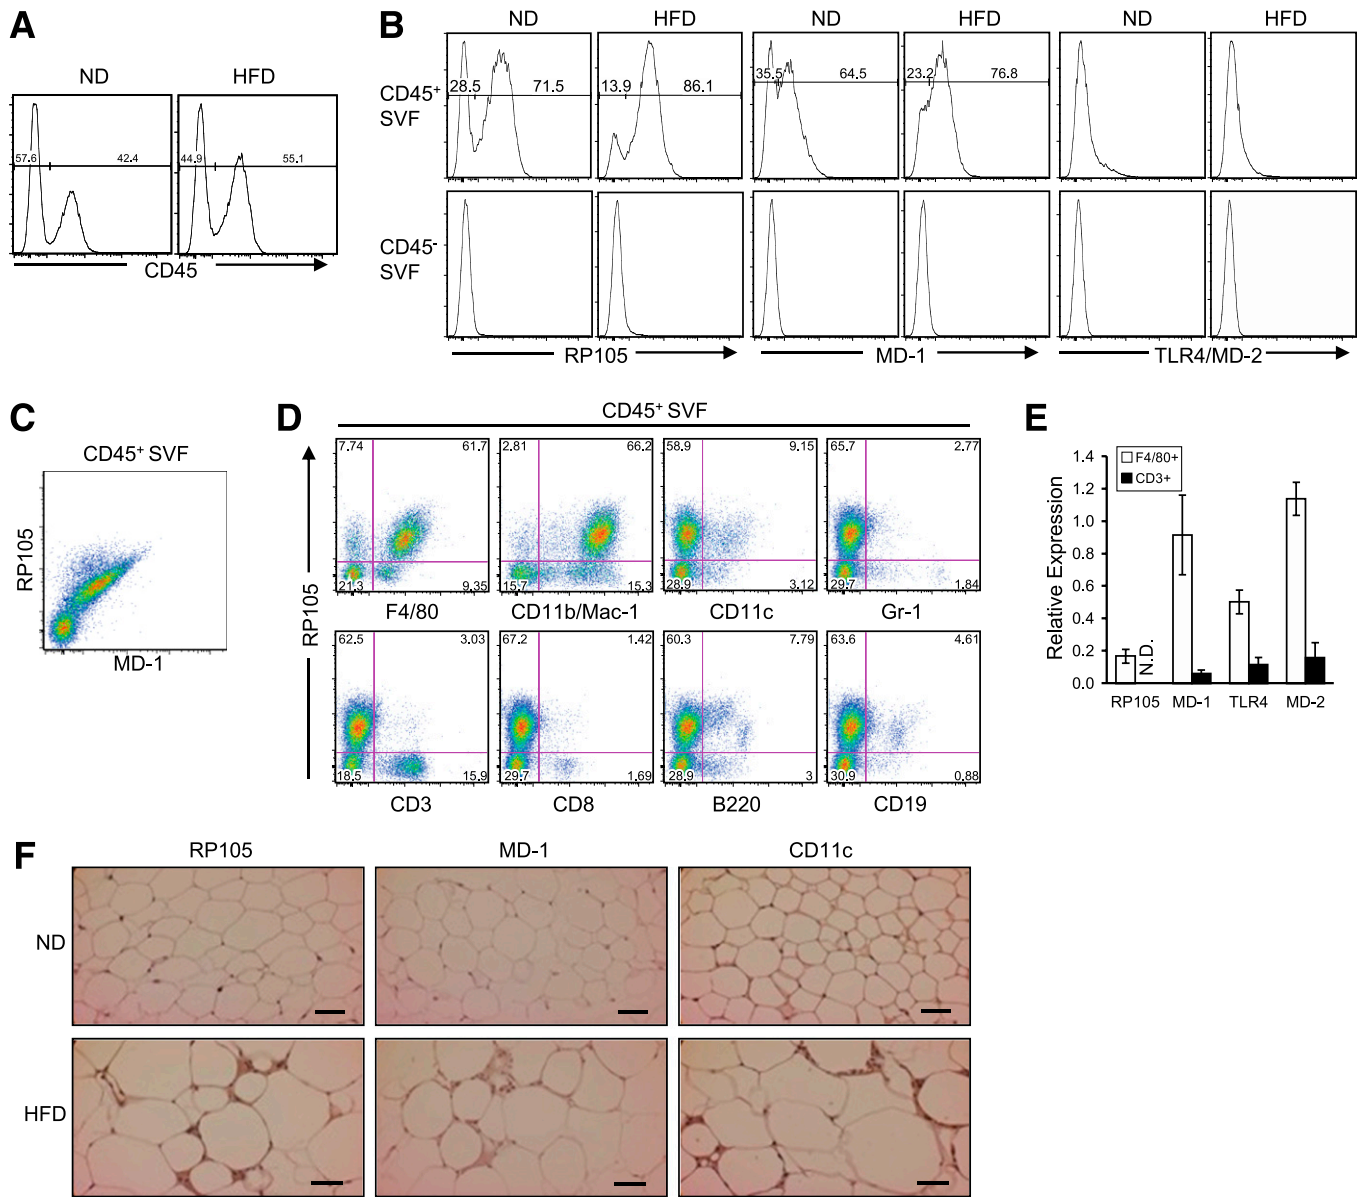 A
ND HFD
57.6 42.4 44.9 55.1
CD45
B
ND HFD ND HFD ND HFD
CD45+ SVF
28.5 71.5 13.9 86.1 35.5 64.5 23.2 76.8
CD45- SVF
RP105 MD-1 TLR4/MD-2
C
CD45+ SVF
RP105
MD-1
D
CD45+ SVF
RP105
7.74 61.7 2.81 66.2 58.9 9.15 65.7 2.77
21.3 9.35 15.7 15.3 28.9 3.12 29.7 1.84
F4/80 CD11b/Mac-1 CD11c Gr-1
62.5 3.03 67.2 1.42 60.3 7.79 63.6 4.61
18.5 15.9 29.7 1.69 28.9 3 30.9 0.88
CD3 CD8 B220 CD19
E
Relative Expression
1.4
1.2
1.0
0.8
0.6
0.4
0.2
0.0
F4/80+
CD3+
N.D.
RP105 MD-1 TLR4 MD-2
F
RP105 MD-1 CD11c
ND
HFD